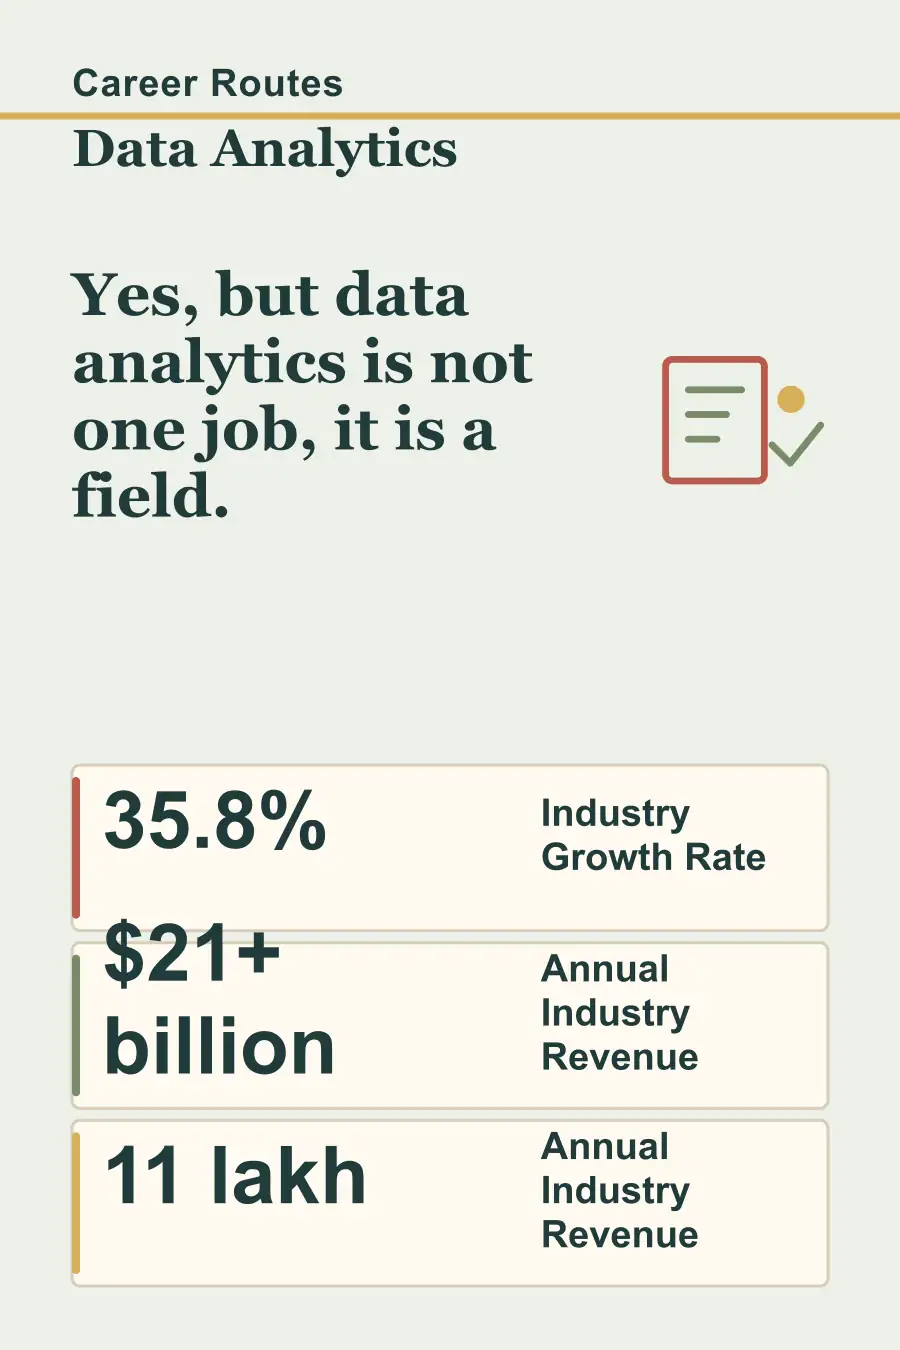 Career Routes
Data Analytics
Yes, but data
analytics is not
one job, it is a
field.
35.8%
Industry
Growth Rate
$21+
billion
Annual
Industry
Revenue
11 lakh
Annual
Industry
Revenue